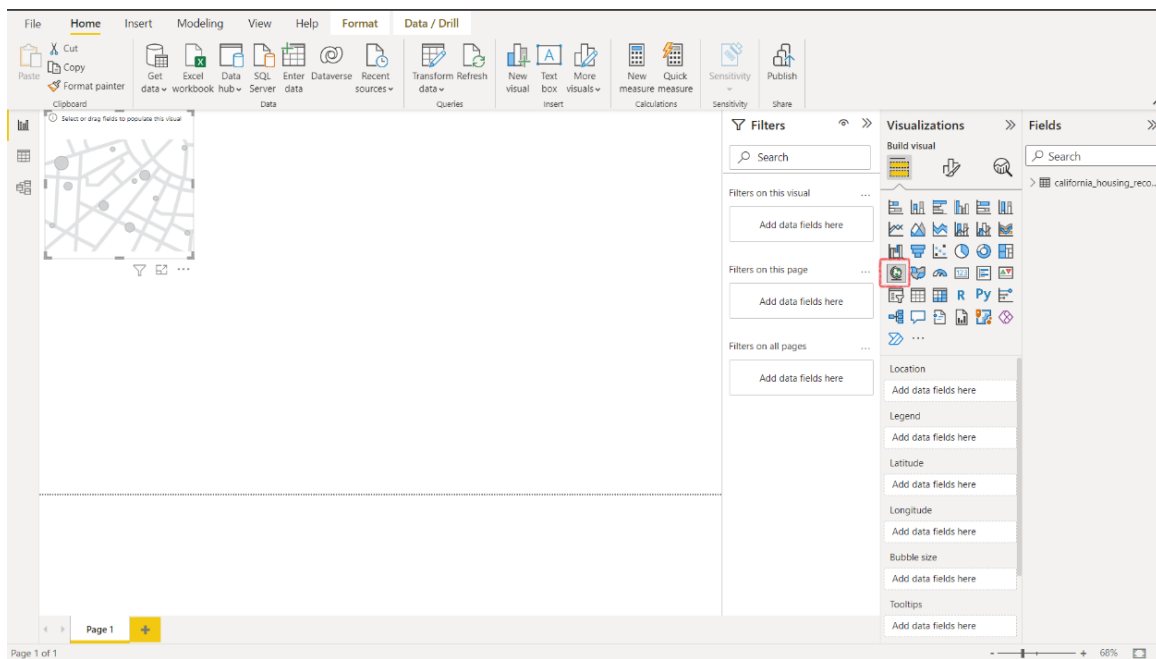 File Home Insert Modeling View Help Format Data / Drill
Cut
Copy
Format painter
Paste
Clipboard
Get data
Excel workbook
Data hub
SQL Server
Enter data
Dataverse
Recent sources
Data
Transform data
Refresh
Queries
New visual
Text box
More visuals
Insert
New measure
Quick measure
Calculations
Sensitivity
Sensitivity
Publish
Share
Select or drag fields to populate this visual
Filters
Search
Filters on this visual
Add data fields here
Filters on this page
Add data fields here
Filters on all pages
Add data fields here
Visualizations
Build visual
123
R Py
Location
Add data fields here
Legend
Add data fields here
Latitude
Add data fields here
Longitude
Add data fields here
Bubble size
Add data fields here
Tooltips
Add data fields here
Fields
Search
california_housing_reco...
Page 1
Page 1 of 1
68%